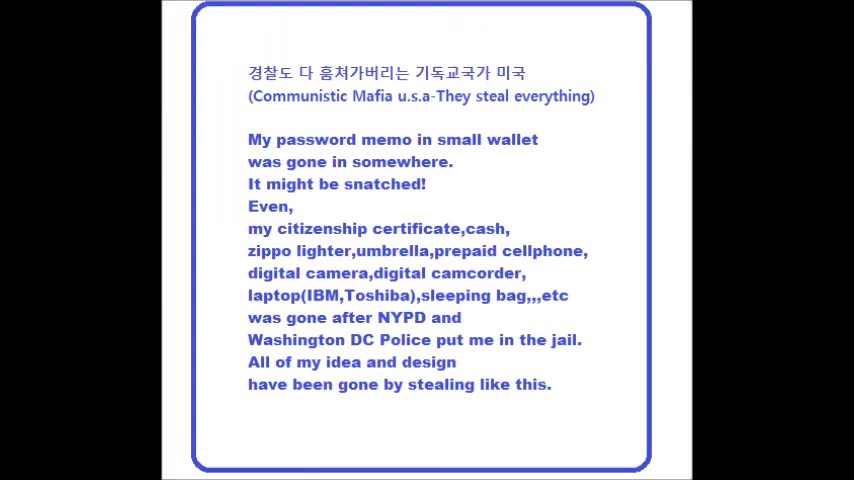 경찰도 다 훔쳐가버리는 기독교국가 미국
(Communistic Mafia u.s.a-They steal everything)
My password memo in small wallet
was gone in somewhere.
It might be snatched!
Even,
my citizenship certificate,cash,
zippo lighter,umbrella,prepaid cellphone,
digital camera,digital camcorder,
laptop(IBM,Toshiba),sleeping bag,,,etc
was gone after NYPD and
Washington DC Police put me in the jail.
All of my idea and design
have been gone by stealing like this.